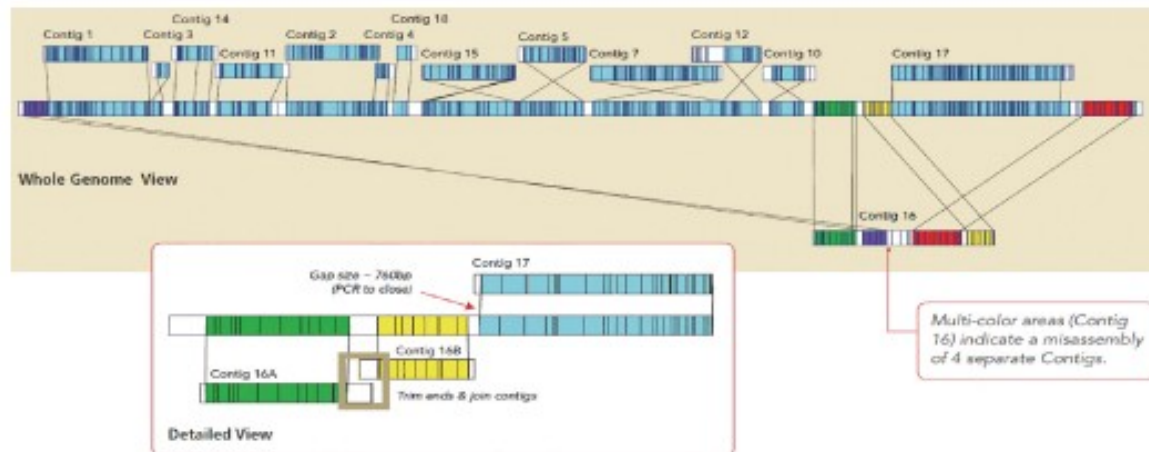 Contig 14
Contig 18
Contig 1
Contig 3
Contig 2
Contig 4
Contig 5
Contig 12
Contig 11
Contig 15
Contig 7
Contig 10
Contig 17
Whole Genome View
Contig 16
Contig 17
Gap size ~ 760bp
(PCR to close)
Contig 16B
Contig 16A
Trim ends & join contigs
Detailed View
Multi-color areas (Contig
16) indicate a misassembly
of 4 separate Contigs.